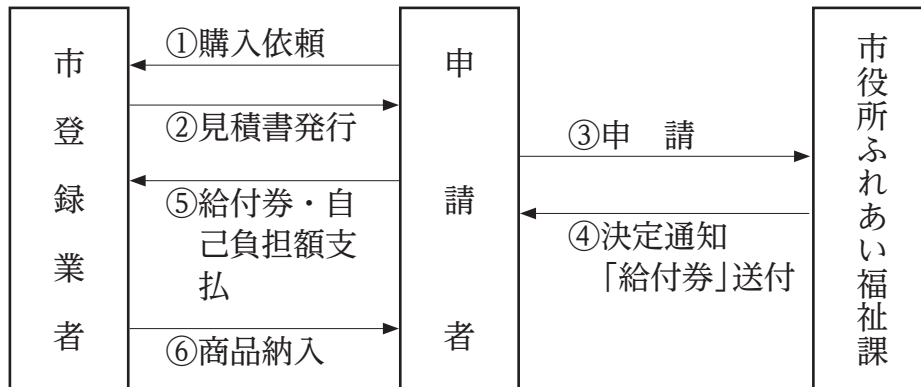 市登録業者
①購入依頼
②見積書発行
⑤給付券・自
己負担額支
払
⑥商品納入
申請者
③申　請
④決定通知
「給付券」送付
市役所ふれあい福祉課